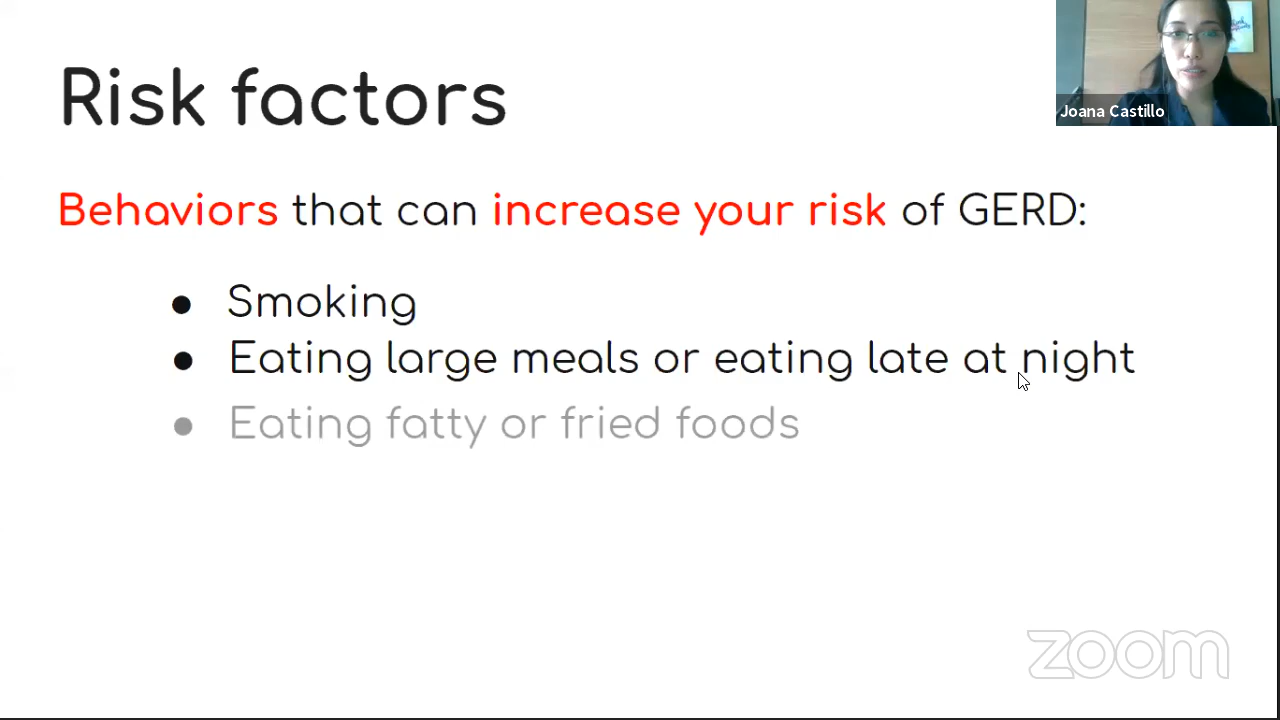 Risk factors
Joana Castillo
Behaviors that can increase your risk of GERD:
● Smoking
● Eating large meals or eating late at night
● Eating fatty or fried foods
zoom